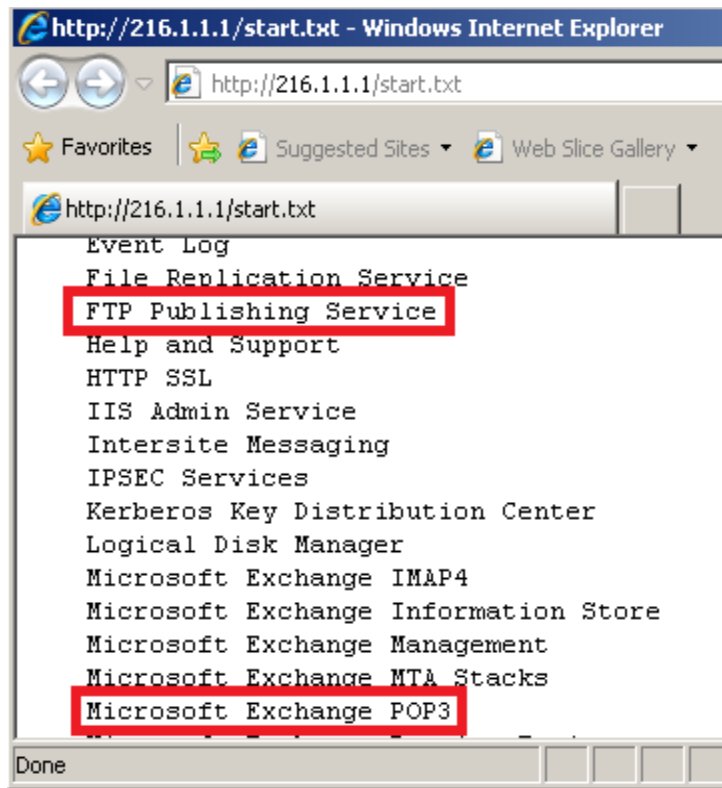 http://216.1.1.1/start.txt - Windows Internet Explorer
http://216.1.1.1/start.txt
Favorites Suggested Sites Web Slice Gallery
http://216.1.1.1/start.txt
Event Log
File Replication Service
FTP Publishing Service
Help and Support
HTTP SSL
IIS Admin Service
Intersite Messaging
IPSEC Services
Kerberos Key Distribution Center
Logical Disk Manager
Microsoft Exchange IMAP4
Microsoft Exchange Information Store
Microsoft Exchange Management
Microsoft Exchange MTA Stacks
Microsoft Exchange POP3
Done